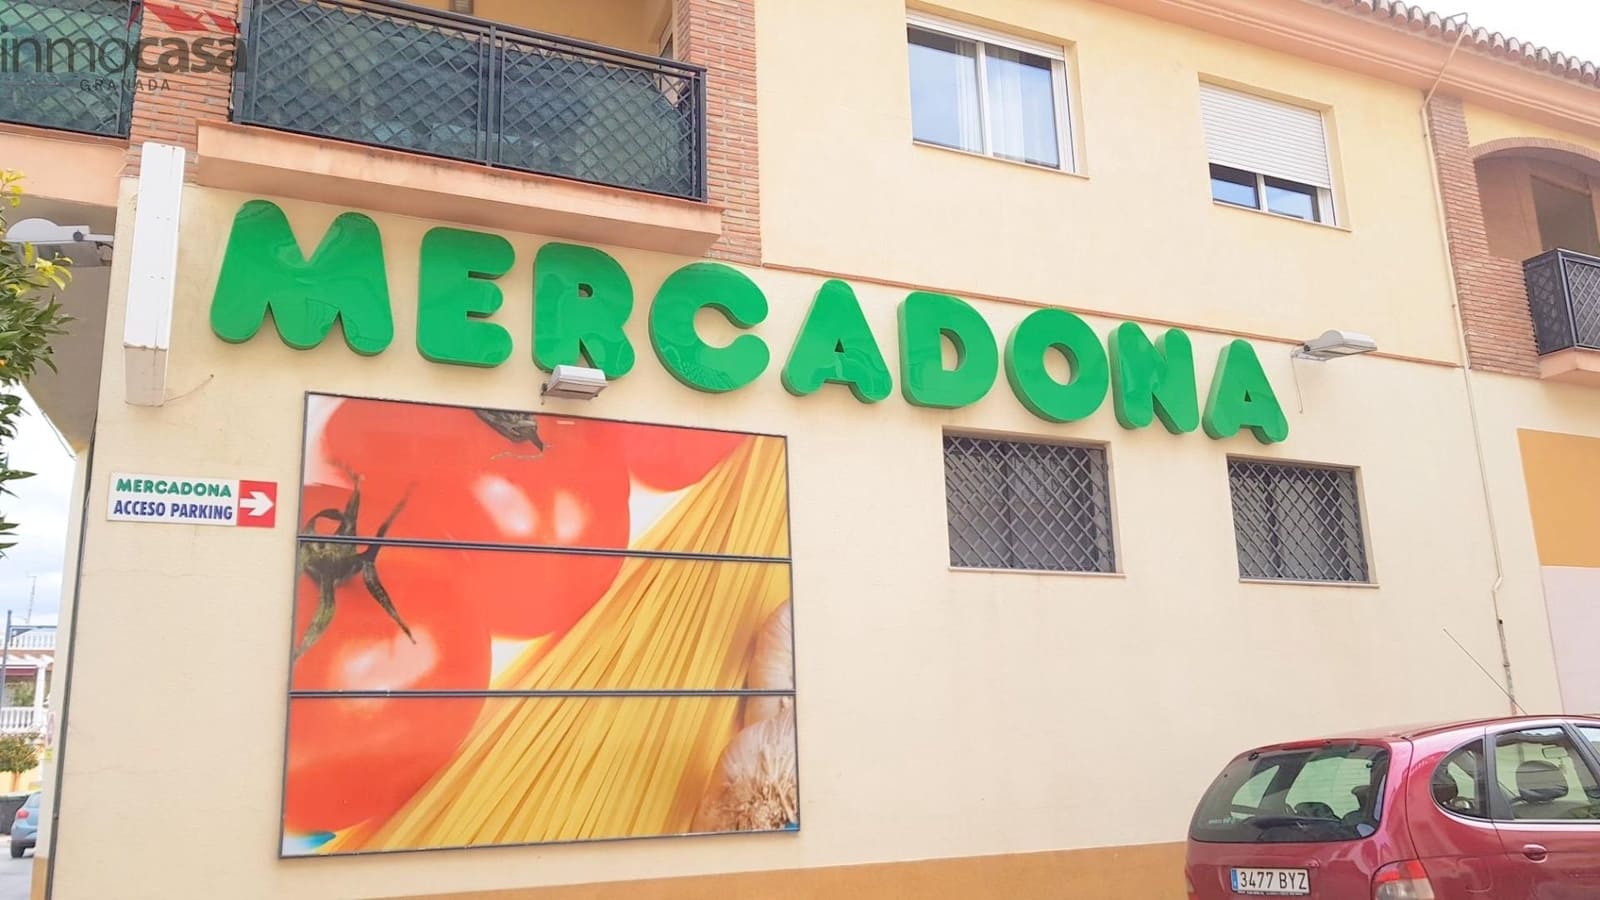 inmocasa
GRANADA
MERCADONA
MERCADONA
ACCESO PARKING
3477 BYZ